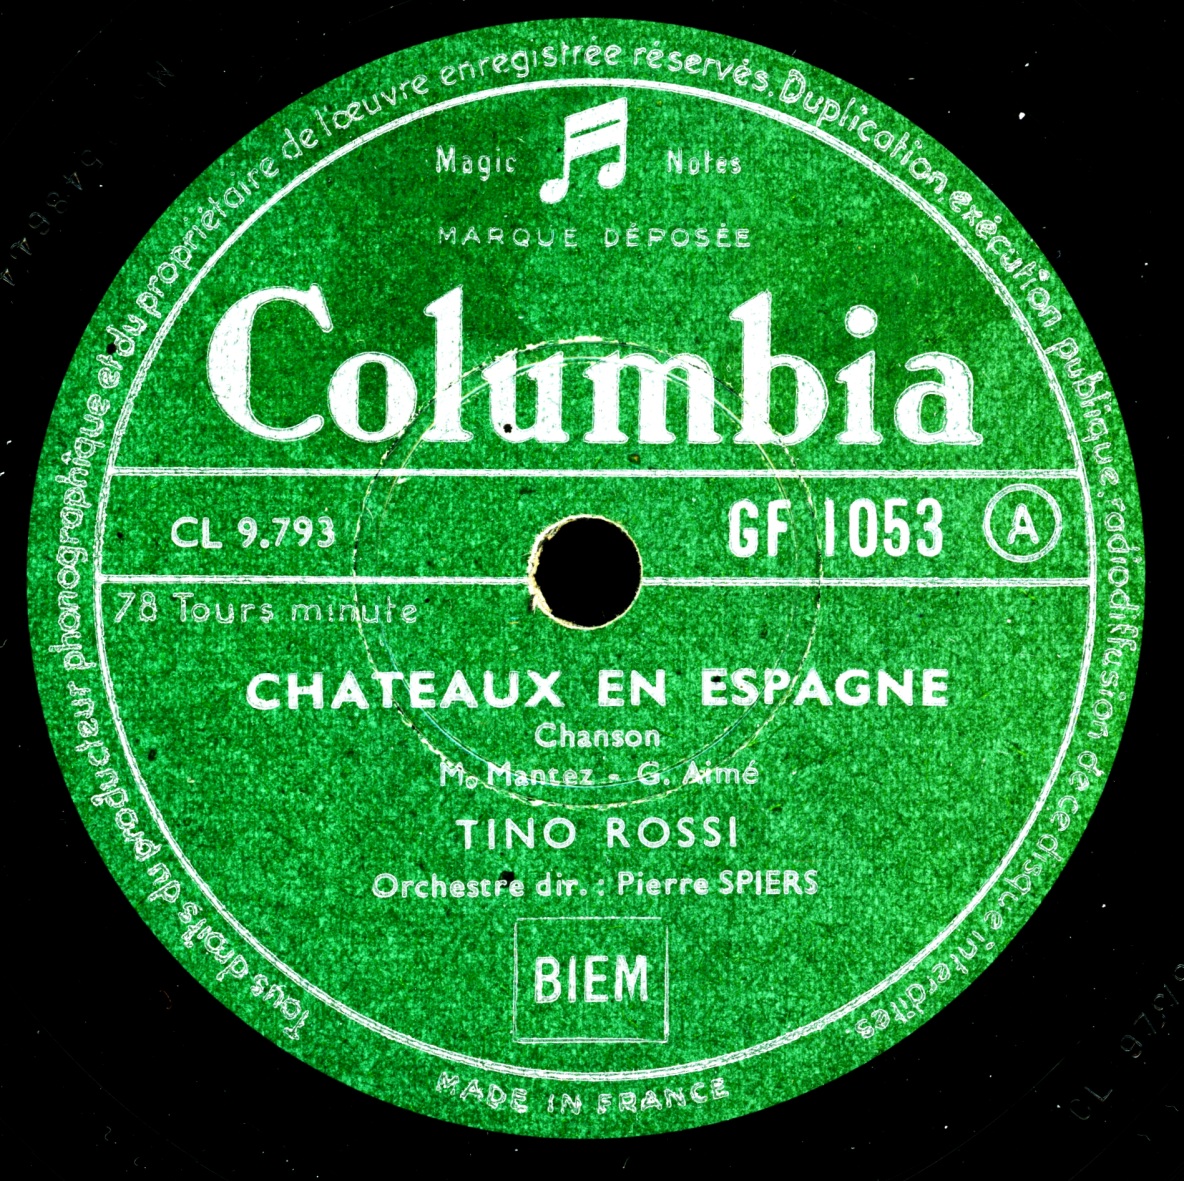 Tous droits du producteur phonographique et du propriétaire de l'œuvre enregistrée réservés. Duplication exécution publique, radiodiffusion de ce disque interdites.
Magic Notes
MARQUE DÉPOSÉE
Columbia
CL 9.793 GF 1053 A
78 Tours minute
CHATEAUX EN ESPAGNE
Chanson
M. Mantez - G. Aimé
TINO ROSSI
Orchestre dir. : Pierre SPIERS
BIEM
MADE IN FRANCE